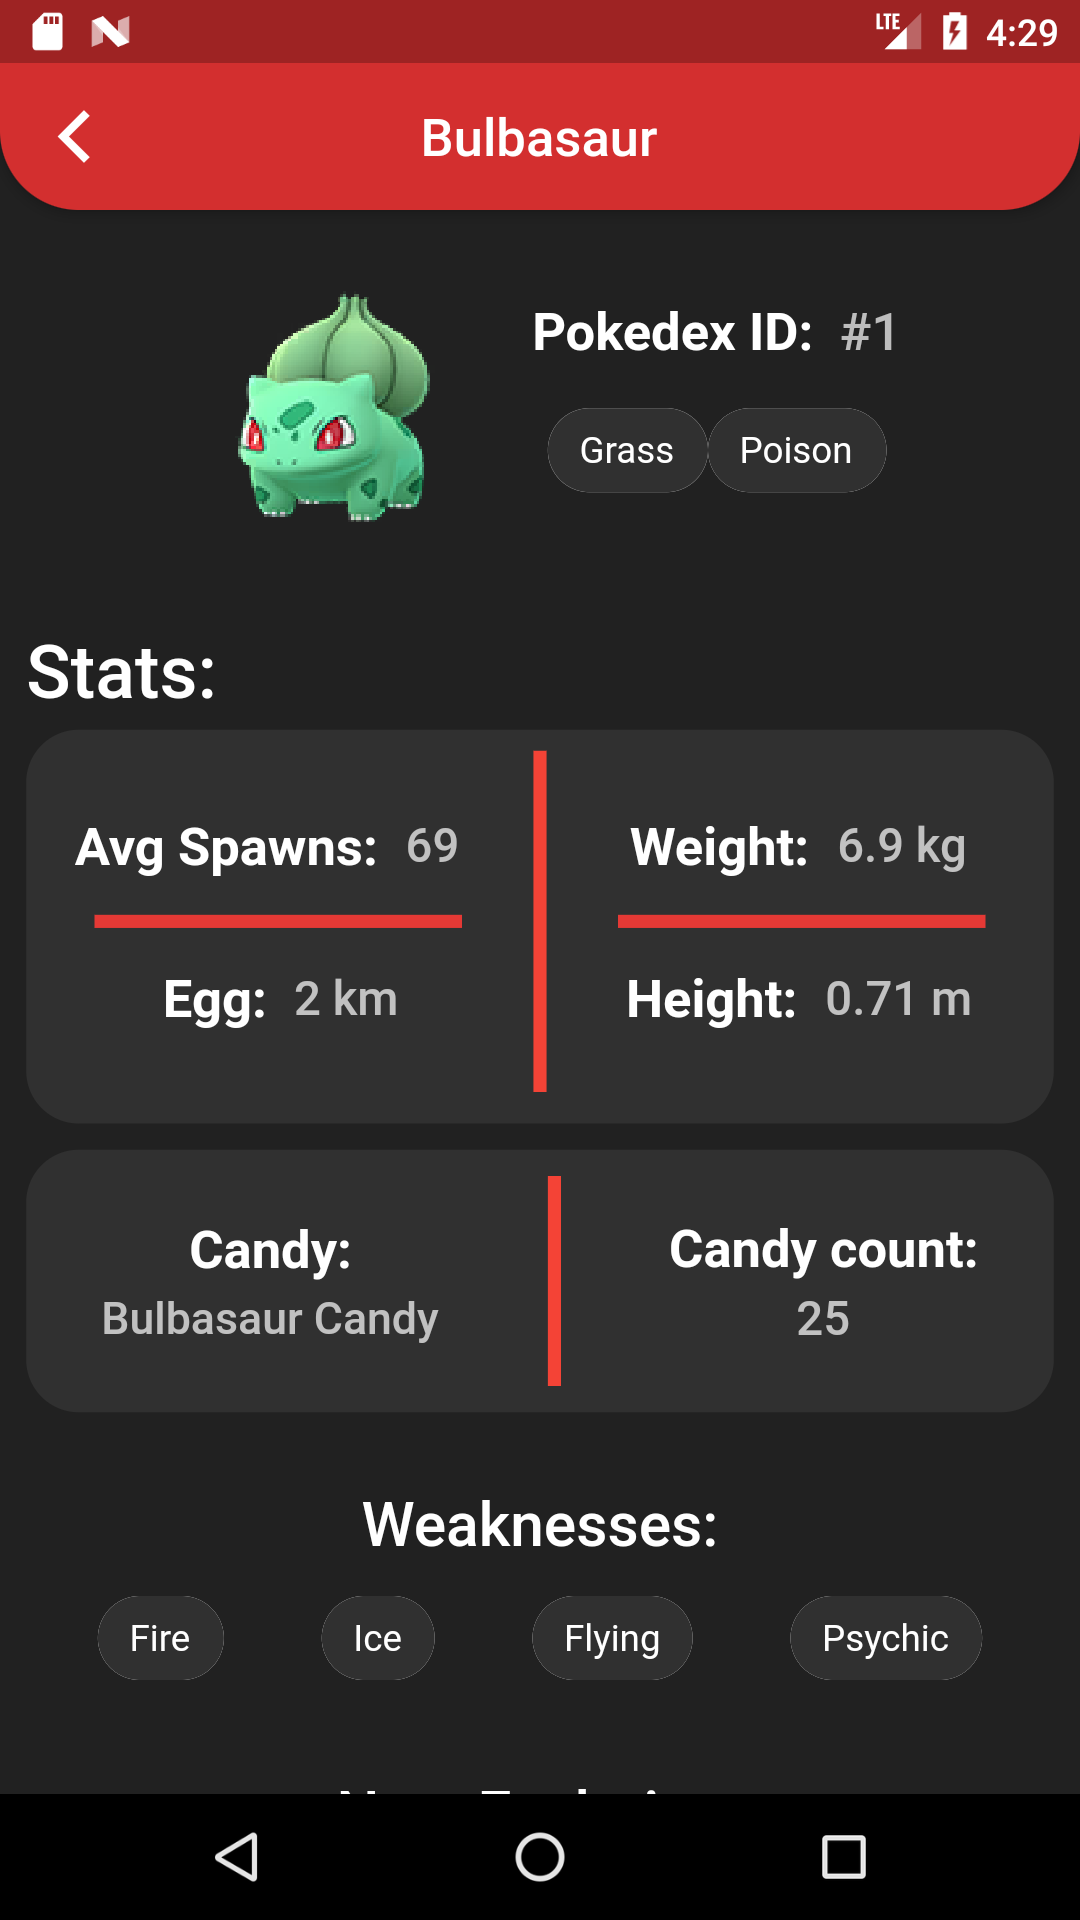 LTE 4:29
Bulbasaur
Pokedex ID: #1
Grass Poison
Stats:
Avg Spawns: 69
Weight: 6.9 kg
Egg: 2 km
Height: 0.71 m
Candy:
Bulbasaur Candy
Candy count:
25
Weaknesses:
Fire Ice Flying Psychic